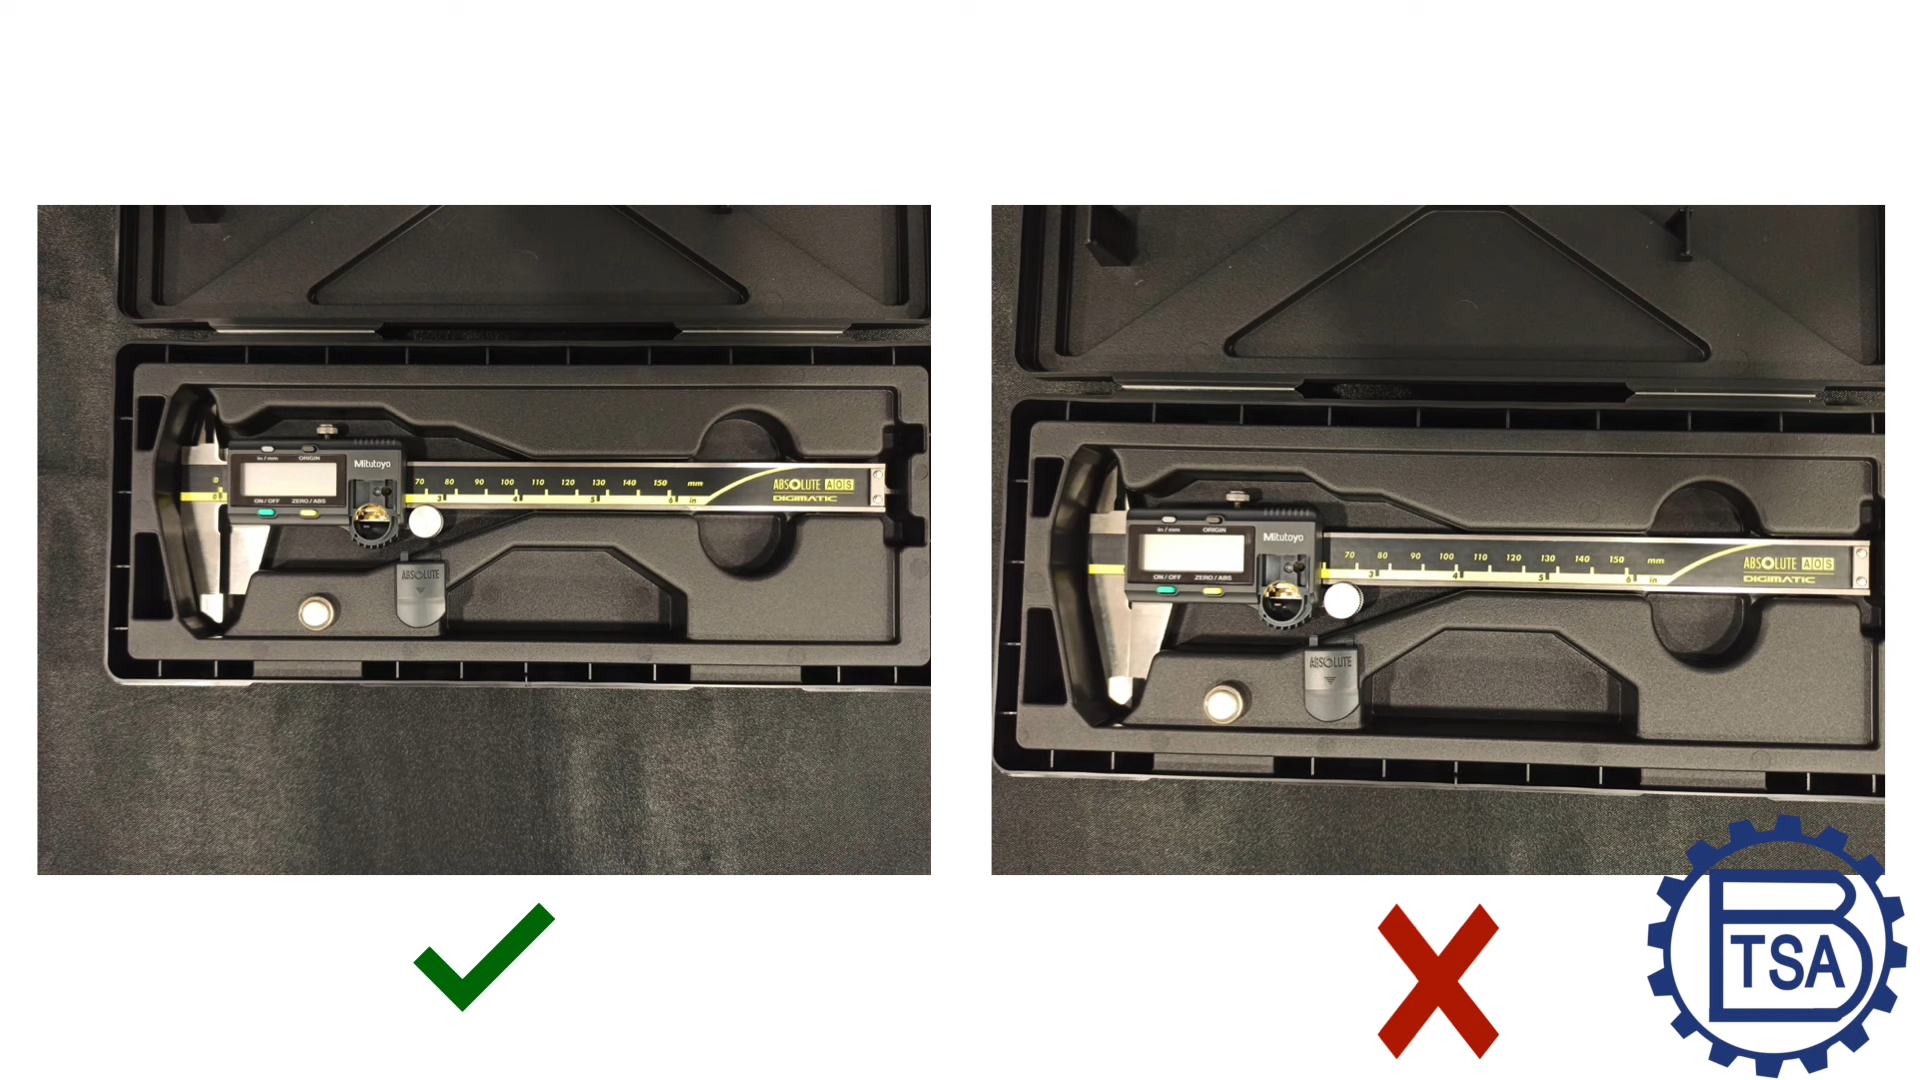 in/mm ORIGIN
Mitutoyo
ON/OFF ZERO/ABS
0
0
70 80 90 100 110 120 130 140 150 mm
3 4 5 6 in
ABSOLUTE AOS
DIGIMATIC
ABSOLUTE
in/mm ORIGIN
Mitutoyo
ON/OFF ZERO/ABS
70 80 90 100 110 120 130 140 150 mm
3 4 5 6 in
ABSOLUTE AOS
DIGIMATIC
ABSOLUTE
B
TSA